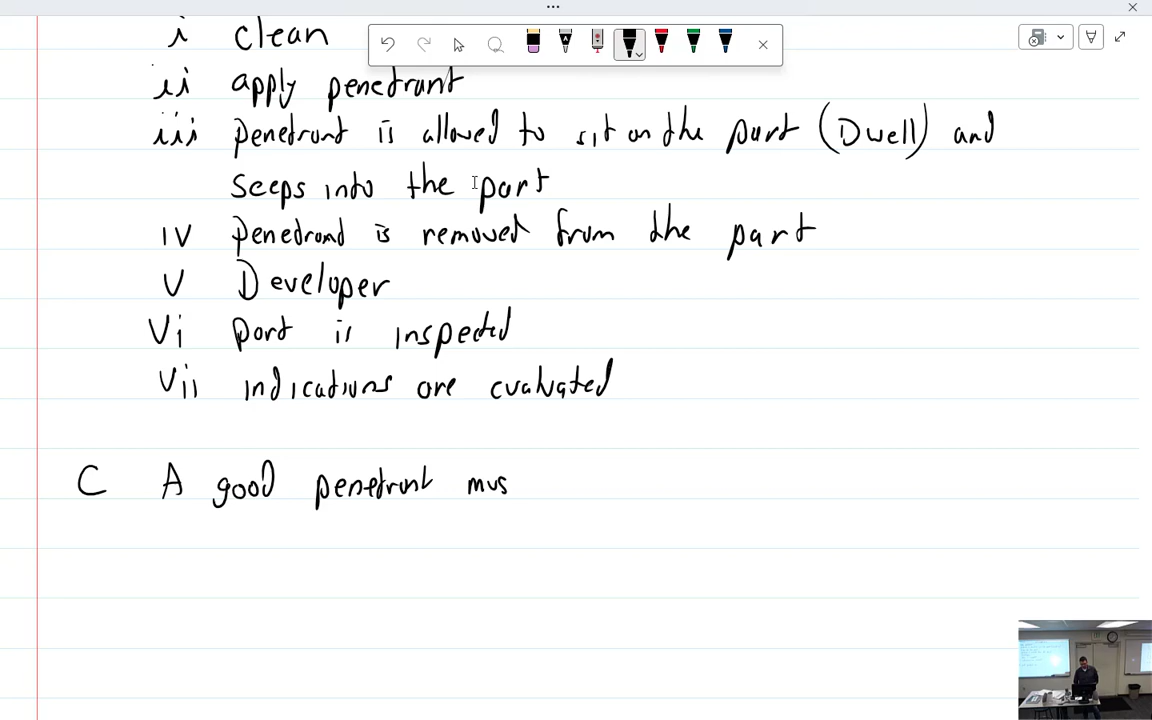 i clean
ii apply penetrant
iii penetrant is allowed to sit on the part (Dwell) and
seeps into the part
iv penetrant is removed from the part
v Developer
vi part is inspected
vii indications are evaluated
C A good penetrant mus